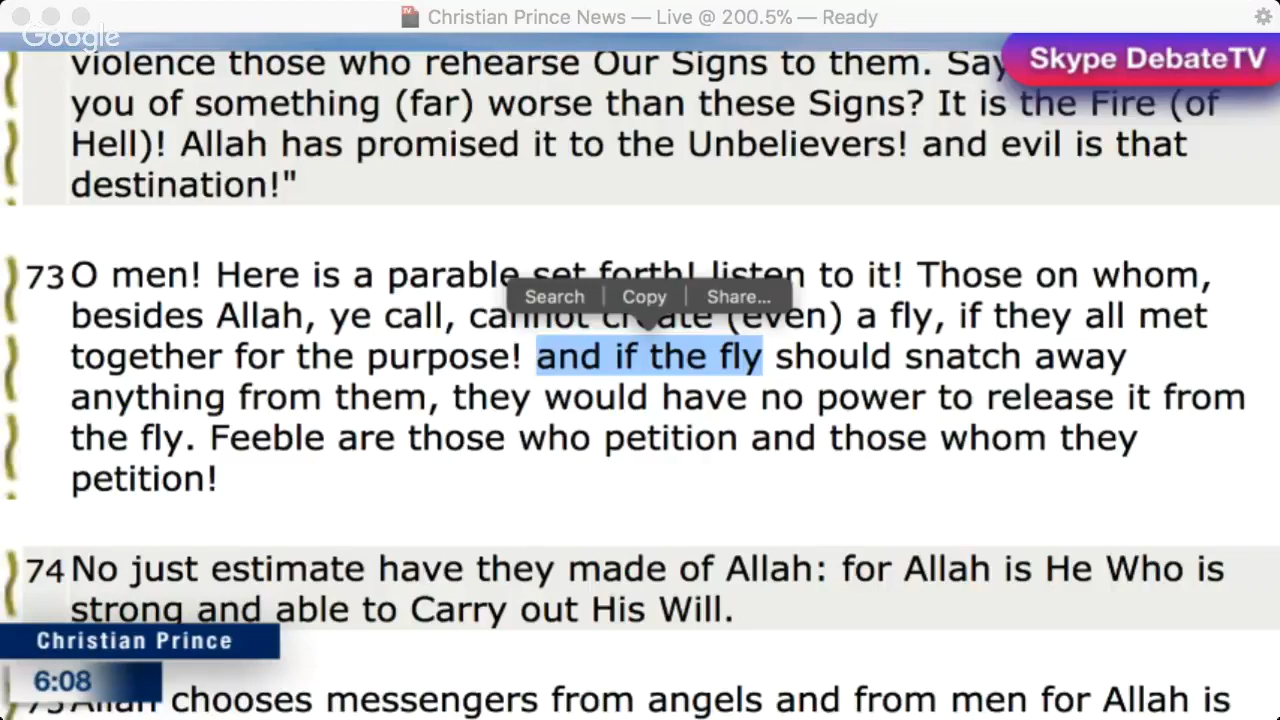 Christian Prince News — Live @ 200.5% — Ready
Google
Skype DebateTV
violence those who rehearse Our Signs to them. Say
you of something (far) worse than these Signs? It is the Fire (of
Hell)! Allah has promised it to the Unbelievers! and evil is that
destination!"
73 O men! Here is a parable set forth! listen to it! Those on whom,
Search Copy Share...
besides Allah, ye call, cannot create (even) a fly, if they all met
together for the purpose! and if the fly should snatch away
anything from them, they would have no power to release it from
the fly. Feeble are those who petition and those whom they
petition!
74 No just estimate have they made of Allah: for Allah is He Who is
strong and able to Carry out His Will.
Christian Prince
6:08
75 Allah chooses messengers from angels and from men for Allah is